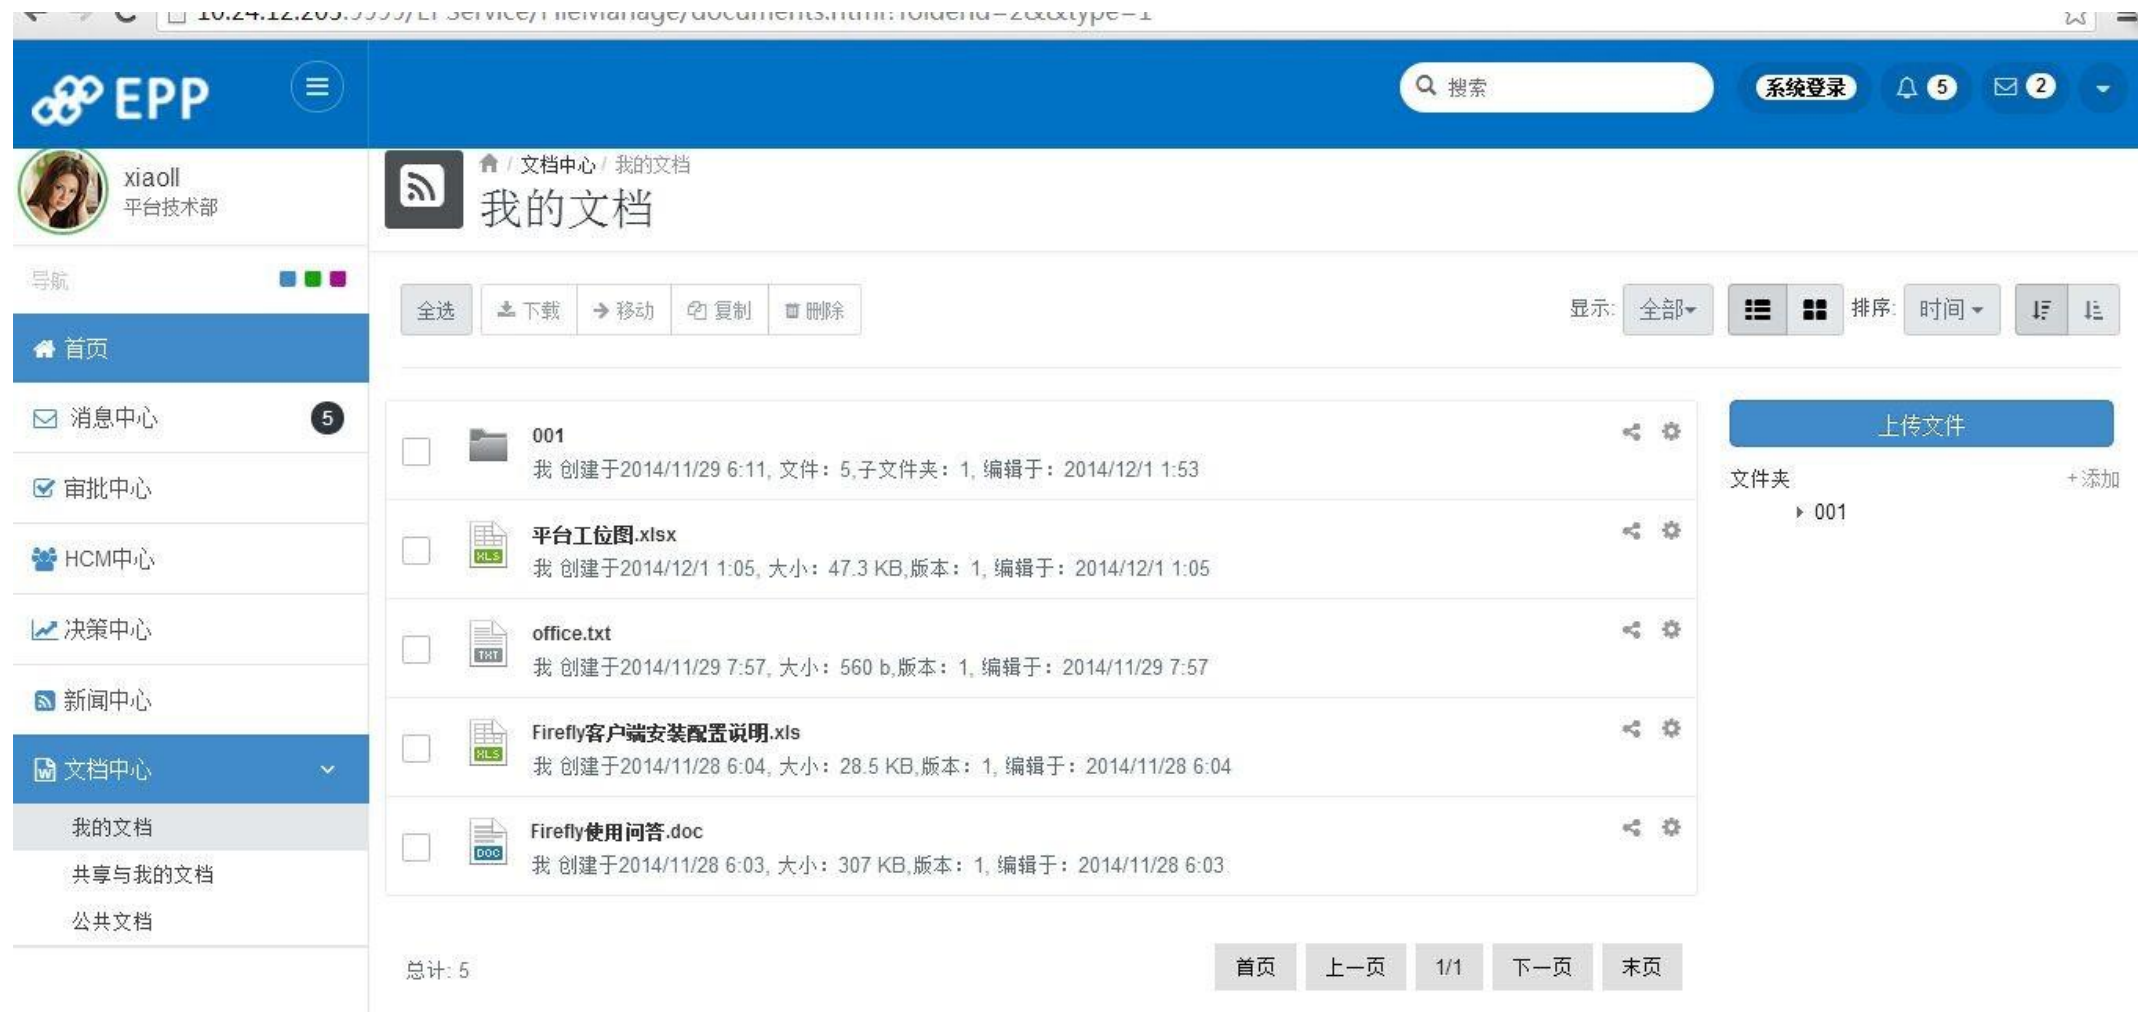 EPP
搜索
系统登录
5
2
xiaoll
平台技术部
/ 文档中心 / 我的文档
我的文档
导航
首页
消息中心 5
审批中心
HCM中心
决策中心
新闻中心
文档中心
我的文档
共享与我的文档
公共文档
全选 下载 移动 复制 删除
显示: 全部 排序: 时间
001
我 创建于2014/11/29 6:11, 文件：5,子文件夹：1, 编辑于：2014/12/1 1:53
平台工位图.xlsx
XLS
我 创建于2014/12/1 1:05, 大小：47.3 KB,版本：1, 编辑于：2014/12/1 1:05
office.txt
TXT
我 创建于2014/11/29 7:57, 大小：560 b,版本：1, 编辑于：2014/11/29 7:57
Firefly客户端安装配置说明.xls
XLS
我 创建于2014/11/28 6:04, 大小：28.5 KB,版本：1, 编辑于：2014/11/28 6:04
Firefly使用问答.doc
DOC
我 创建于2014/11/28 6:03, 大小：307 KB,版本：1, 编辑于：2014/11/28 6:03
上传文件
文件夹 +添加
001
总计: 5
首页 上一页 1/1 下一页 末页